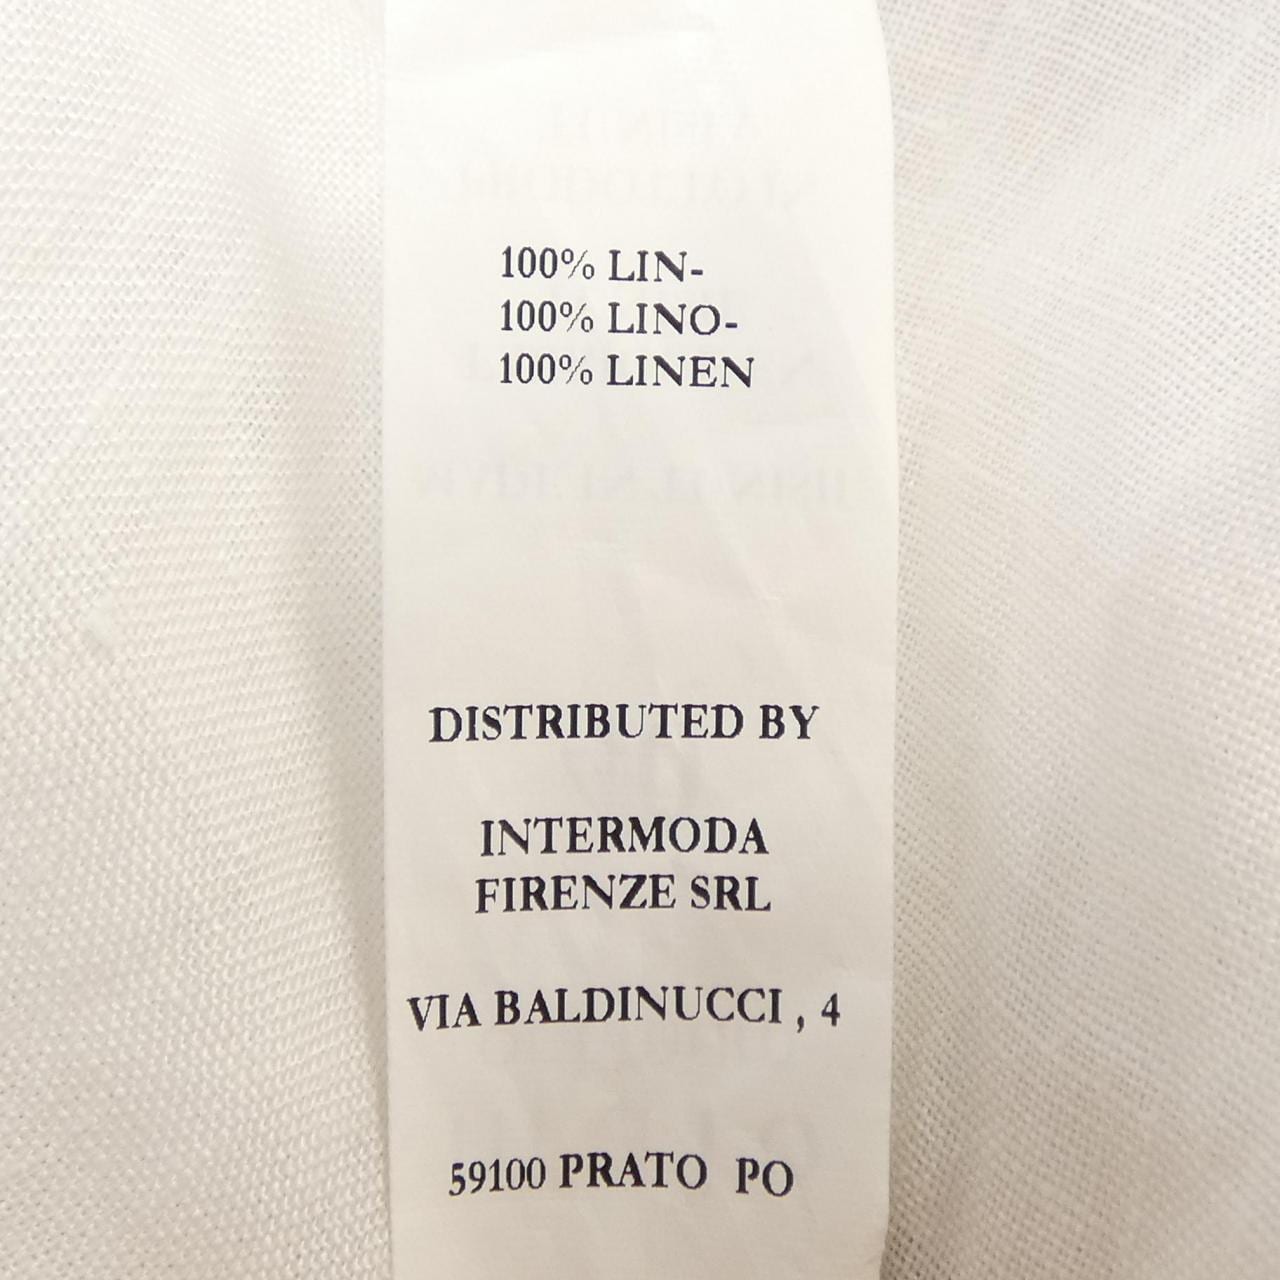 100% LIN-
100% LINO-
100% LINEN
DISTRIBUTED BY
INTERMODA
FIRENZE SRL
VIA BALDINUCCI , 4
59100 PRATO PO